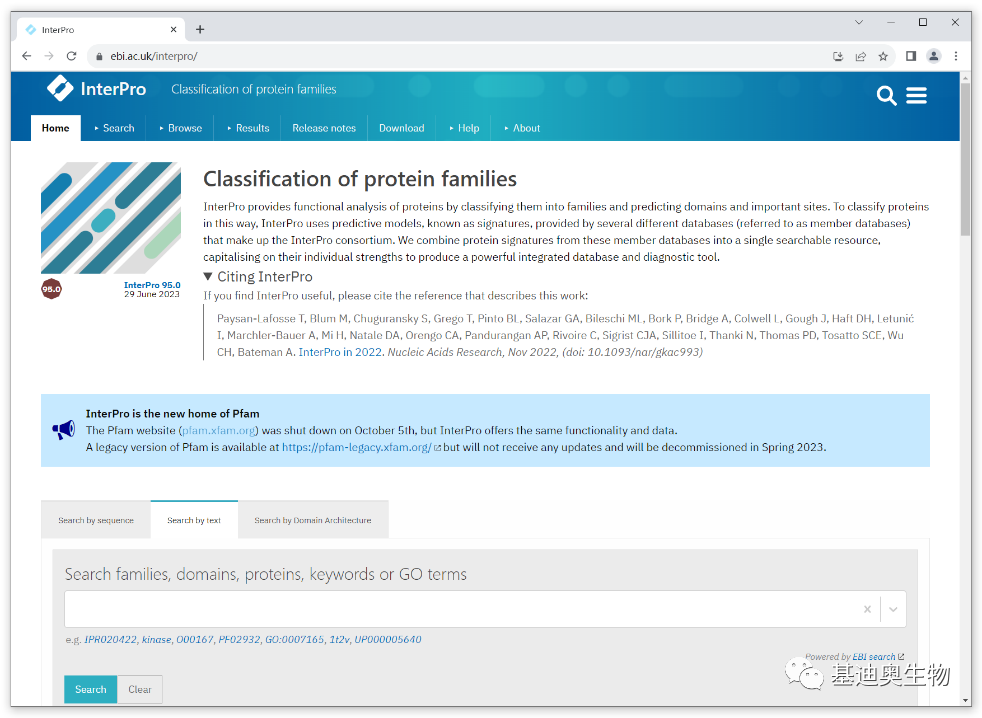 InterPro
ebi.ac.uk/interpro/
InterPro
Classification of protein families
Home
Search
Browse
Results
Release notes
Download
Help
About
Classification of protein families
InterPro provides functional analysis of proteins by classifying them into families and predicting domains and important sites. To classify proteins
in this way, InterPro uses predictive models, known as signatures, provided by several different databases (referred to as member databases)
that make up the InterPro consortium. We combine protein signatures from these member databases into a single searchable resource,
capitalising on their individual strengths to produce a powerful integrated database and diagnostic tool.
95.0
InterPro 95.0
29 June 2023
▼ Citing InterPro
If you find InterPro useful, please cite the reference that describes this work:
Paysan-Lafosse T, Blum M, Chuguransky S, Grego T, Pinto BL, Salazar GA, Bileschi ML, Bork P, Bridge A, Colwell L, Gough J, Haft DH, Letunić
I, Marchler-Bauer A, Mi H, Natale DA, Orengo CA, Pandurangan AP, Rivoire C, Sigrist CJA, Sillitoe I, Thanki N, Thomas PD, Tosatto SCE, Wu
CH, Bateman A. InterPro in 2022. Nucleic Acids Research, Nov 2022, (doi: 10.1093/nar/gkac993)
InterPro is the new home of Pfam
The Pfam website (pfam.xfam.org) was shut down on October 5th, but InterPro offers the same functionality and data.
A legacy version of Pfam is available at https://pfam-legacy.xfam.org/ but will not receive any updates and will be decommissioned in Spring 2023.
Search by sequence
Search by text
Search by Domain Architecture
Search families, domains, proteins, keywords or GO terms
e.g. IPR020422, kinase, O00167, PF02932, GO:0007165, 1t2v, UP000005640
Powered by EBI search
Search
Clear
基迪奥生物